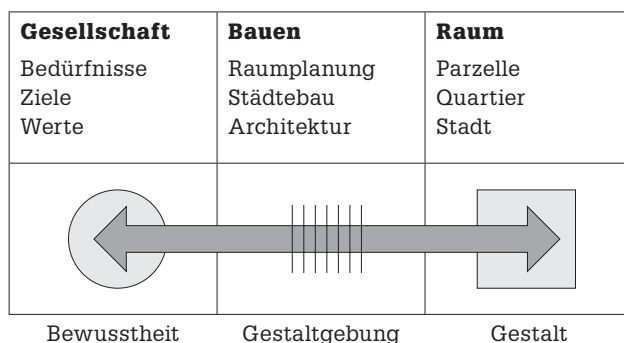 Gesellschaft
Bedürfnisse
Ziele
Werte
Bauen
Raumplanung
Städtebau
Architektur
Raum
Parzelle
Quartier
Stadt
Bewusstheit
Gestaltgebung
Gestalt